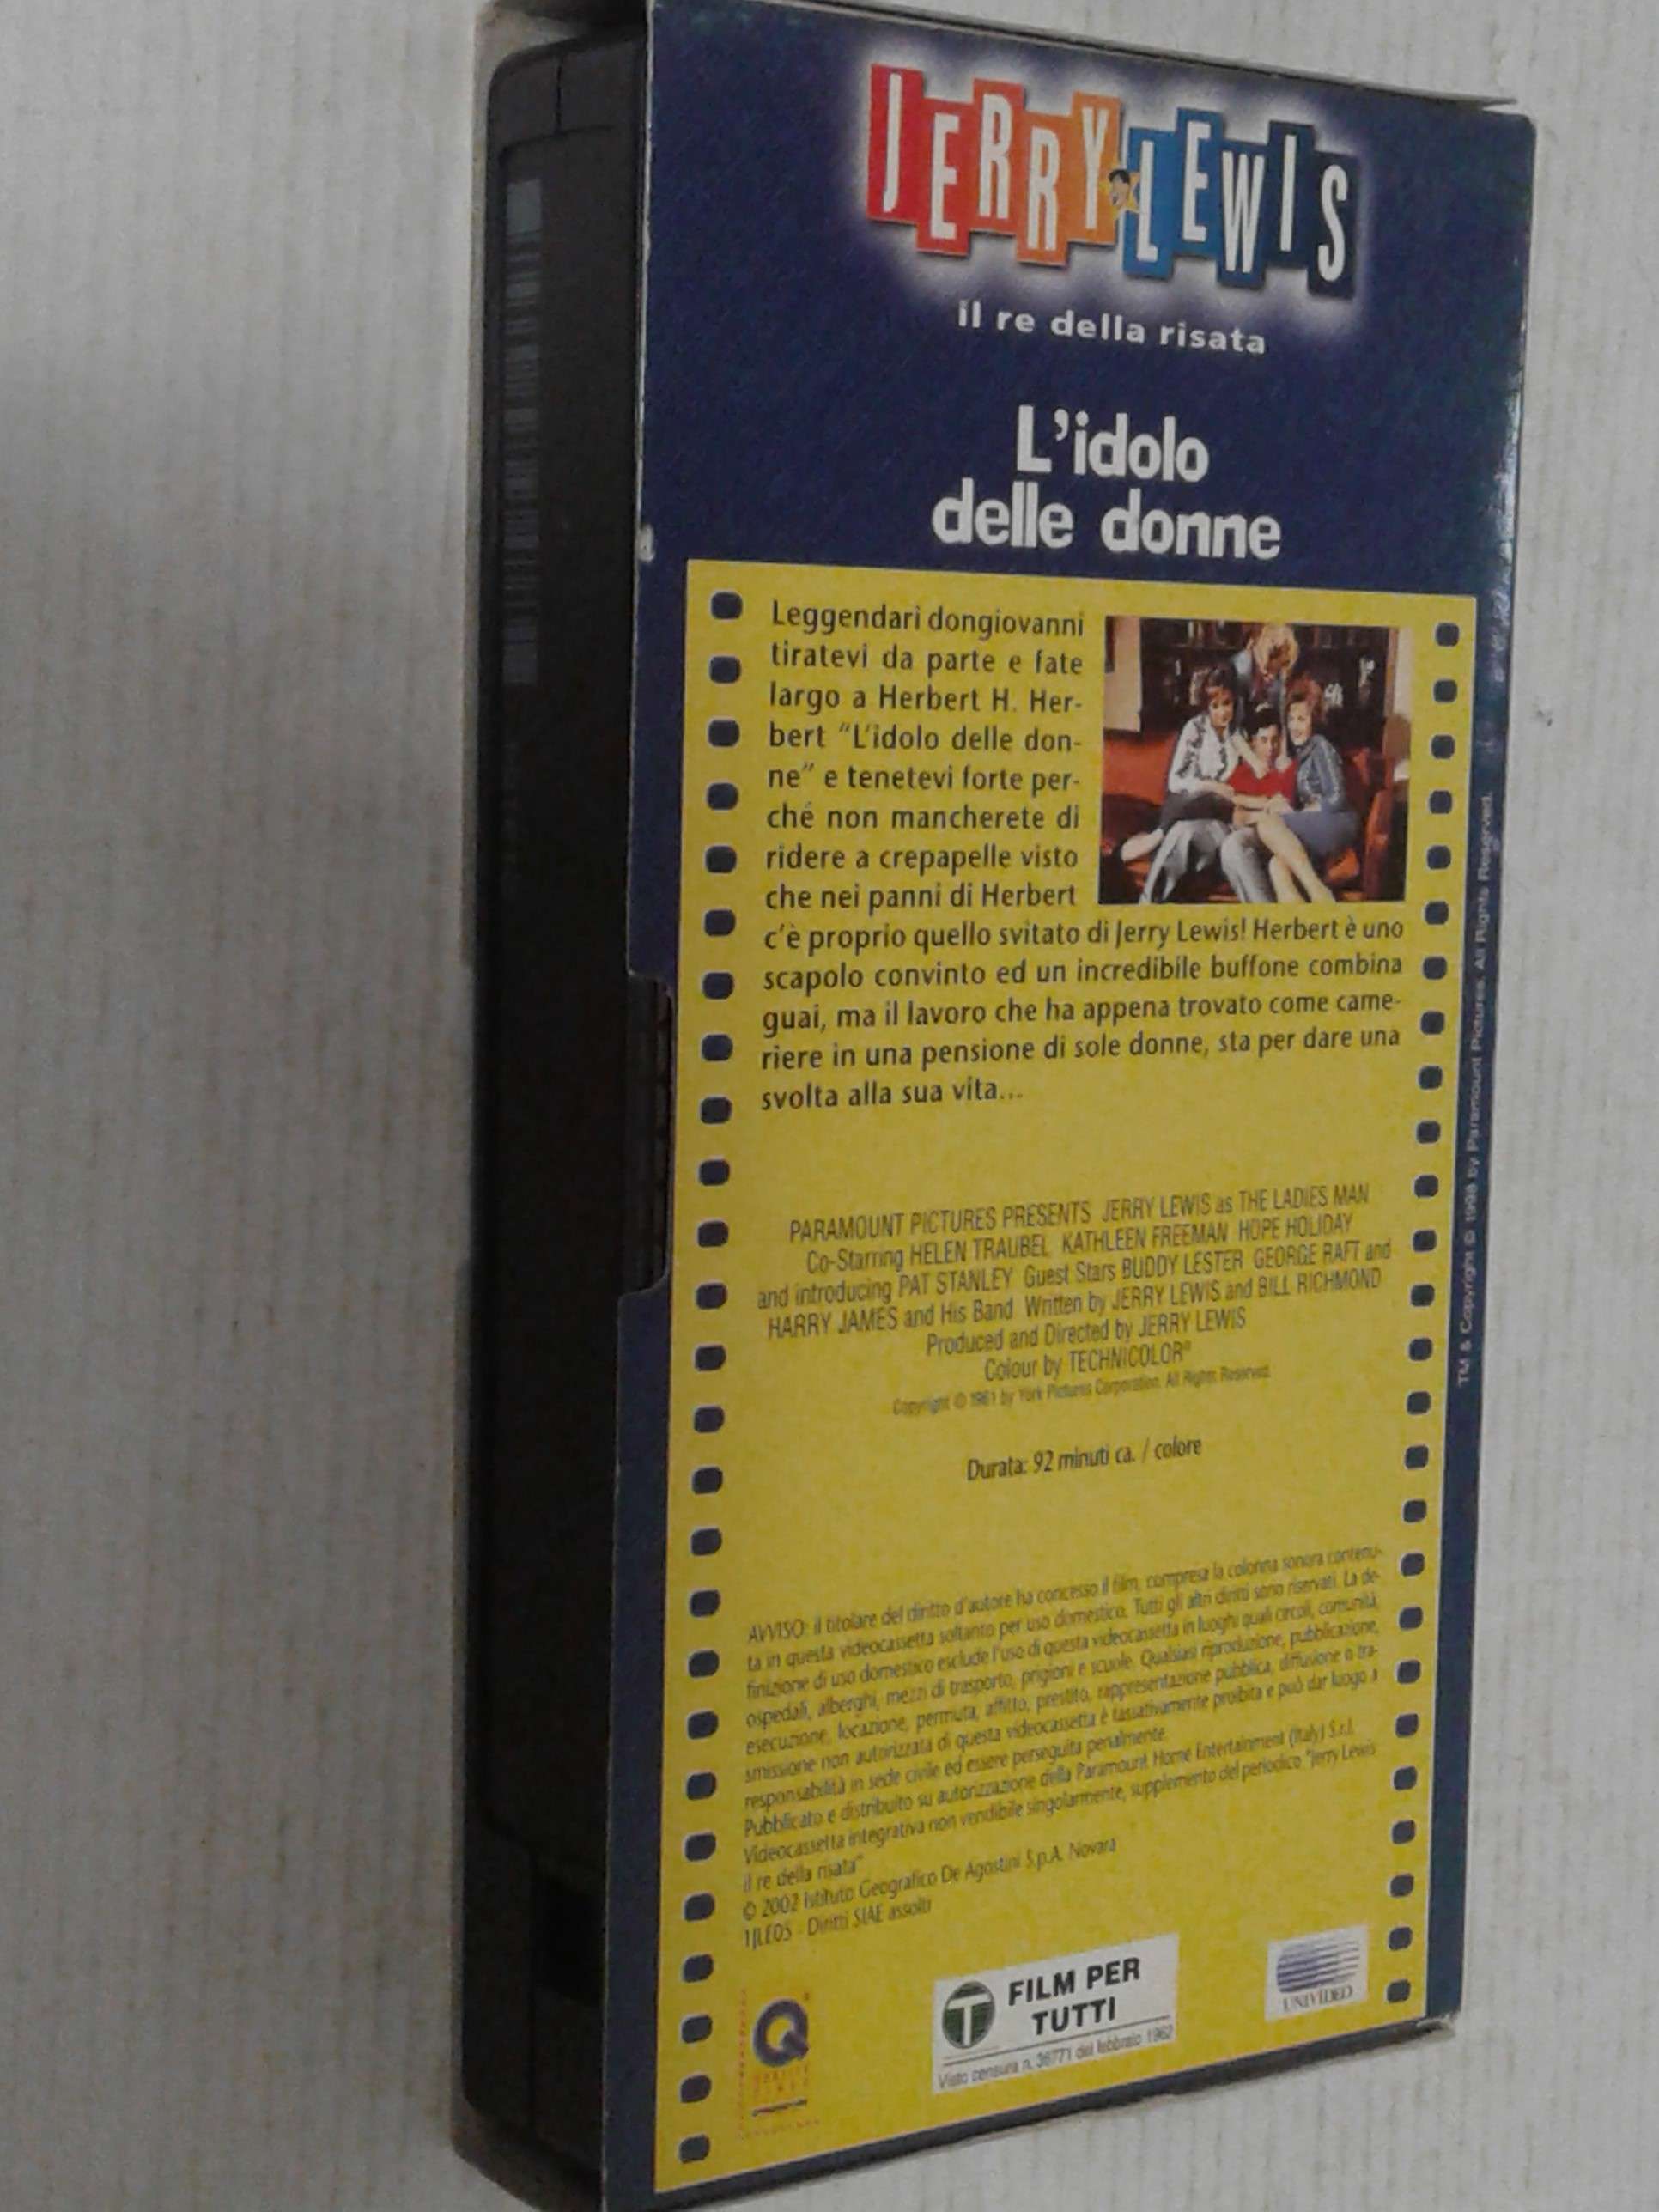 JERRY LEWIS
il re della risata
L'idolo
delle donne
Leggendari dongiovanni
tiratevi da parte e fate
largo a Herbert H. Her-
bert "L'idolo delle don-
ne" e tenetevi forte per-
ché non mancherete di
ridere a crepapelle visto
che nei panni di Herbert
c'è proprio quello svitato di Jerry Lewis! Herbert è uno
scapolo convinto ed un incredibile buffone combina
guai, ma il lavoro che ha appena trovato come came-
riere in una pensione di sole donne, sta per dare una
svolta alla sua vita...
PARAMOUNT PICTURES PRESENTS JERRY LEWIS as THE LADIES MAN
Co-Starring HELEN TRAUBEL KATHLEEN FREEMAN HOPE HOLIDAY
and introducing PAT STANLEY Guest Stars BUDDY LESTER GEORGE RAFT and
HARRY JAMES and His Band Written by JERRY LEWIS and BILL RICHMOND
Produced and Directed by JERRY LEWIS
Colour by TECHNICOLOR®
Copyright © 1961 by York Pictures Corporation. All Rights Reserved.
Durata: 92 minuti ca. / colore
AVVISO: il titolare del diritto d'autore ha concesso il film, compresa la colonna sonora contenu-
ta in questa videocassetta soltanto per uso domestico. Tutti gli altri diritti sono riservati. La de-
finizione di uso domestico esclude l'uso di questa videocassetta in luoghi quali circoli, comunità,
ospedali, alberghi, mezzi di trasporto, prigioni e scuole. Qualsiasi riproduzione, pubblicazione,
esecuzione, locazione, permuta, affitto, prestito, rappresentazione pubblica, diffusione o tra-
smissione non autorizzata di questa videocassetta è tassativamente proibita e può dar luogo a
responsabilità in sede civile ed essere perseguita penalmente.
Pubblicato e distribuito su autorizzazione della Paramount Home Entertainment (Italy) S.r.l.
Videocassetta integrativa non vendibile singolarmente, supplemento del periodico "Jerry Lewis
il re della risata"
© 2002 Istituto Geografico De Agostini S.p.A. Novara
1JLE05 - Diritti SIAE assolti
Q
T FILM PER
TUTTI
Visto censura n. 36771 del febbraio 1962
UNIVIDEO
TM & Copyright © 1998 by Paramount Pictures. All Rights Reserved.